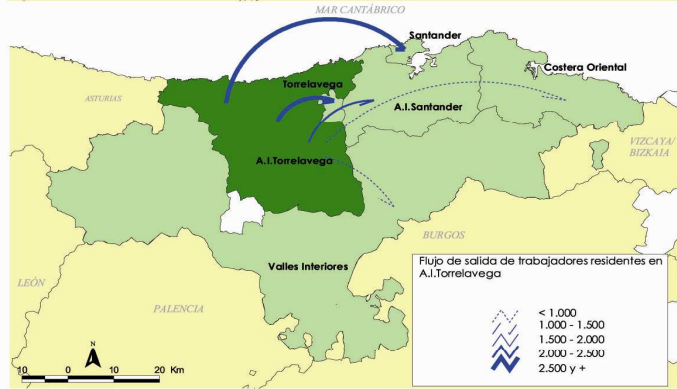 MAR CANTÁBRICO
Santander
Costera Oriental
Torrelavega
ASTURIAS
A.I.Santander
VIZCAYA/
BIZKAIA
A.I.Torrelavega
BURGOS
Valles Interiores
LEÓN
PALENCIA
Flujo de salida de trabajadores residentes en
A.I.Torrelavega
< 1.000
1.000 - 1.500
1.500 - 2.000
2.000 - 2.500
2.500 y +
N
10 0 10 20 Km